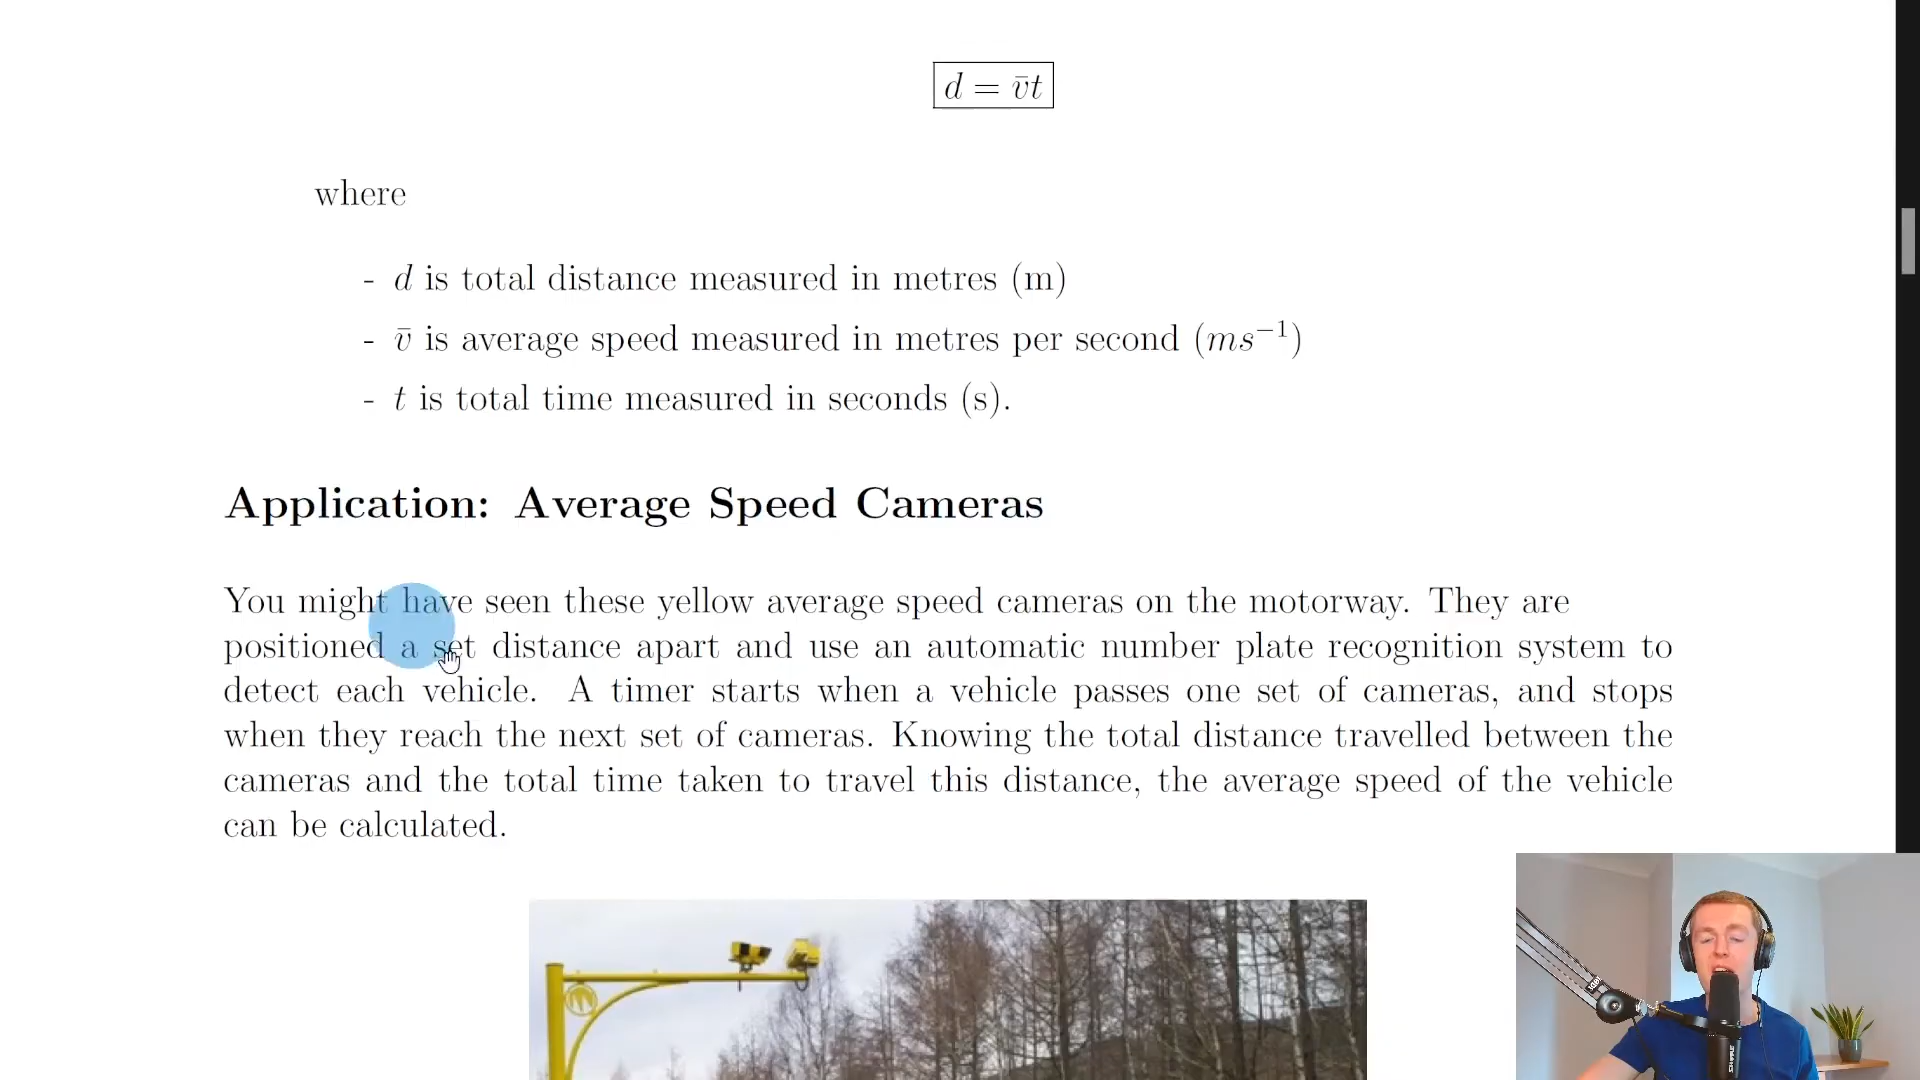 d = v̄t
where
- d is total distance measured in metres (m)
- v̄ is average speed measured in metres per second (ms⁻¹)
- t is total time measured in seconds (s).
Application: Average Speed Cameras
You might have seen these yellow average speed cameras on the motorway. They are
positioned a set distance apart and use an automatic number plate recognition system to
detect each vehicle. A timer starts when a vehicle passes one set of cameras, and stops
when they reach the next set of cameras. Knowing the total distance travelled between the
cameras and the total time taken to travel this distance, the average speed of the vehicle
can be calculated.